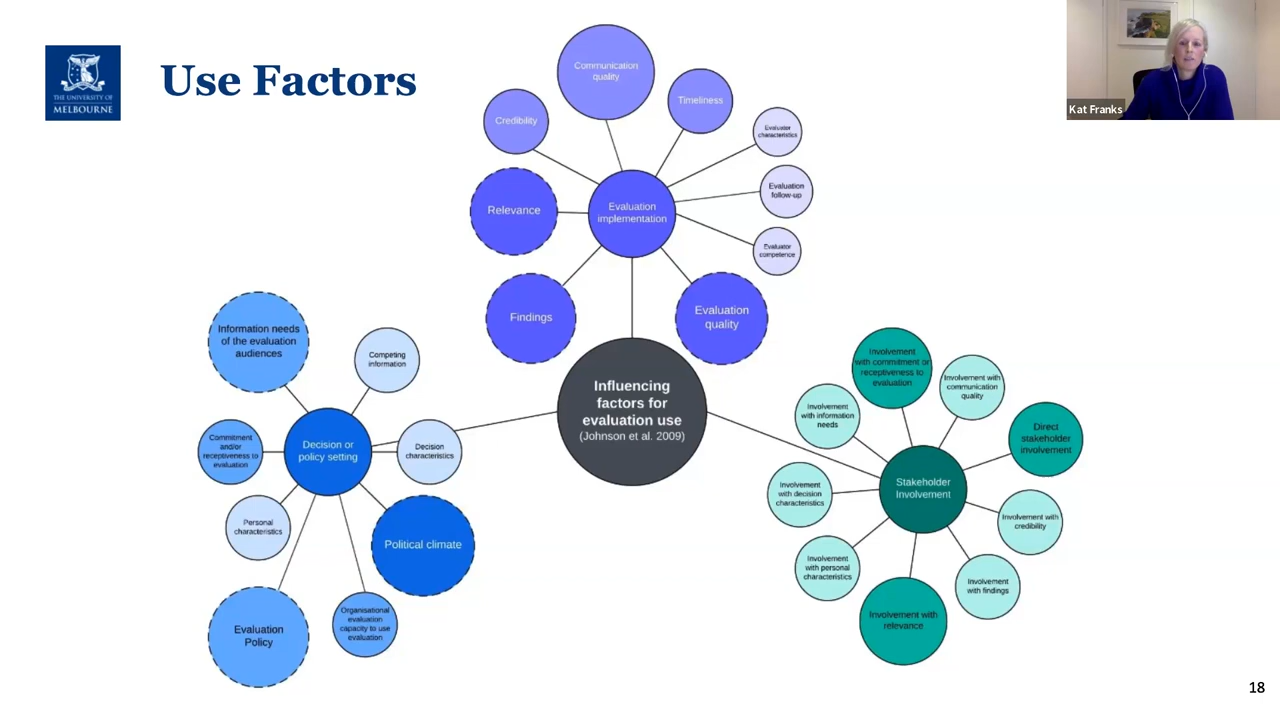 THE UNIVERSITY OF
MELBOURNE
Use Factors
Kat Franks
Communication
quality
Timeliness
Credibility
Evaluator
characteristics
Relevance
Evaluation
implementation
Evaluation
follow-up
Evaluator
competence
Findings
Evaluation
quality
Influencing
factors for
evaluation use
(Johnson et al. 2009)
Information needs
of the evaluation
audiences
Competing
information
Commitment
and/or
receptiveness to
evaluation
Decision or
policy setting
Decision
characteristics
Personal
characteristics
Political climate
Evaluation
Policy
Organisational
evaluation
capacity to use
evaluation
Involvement
with commitment or
receptiveness to
evaluation
Involvement with
communication
quality
Involvement
with information
needs
Direct
stakeholder
involvement
Stakeholder
Involvement
Involvement
with decision
characteristics
Involvement with
credibility
Involvement
with personal
characteristics
Involvement
with findings
Involvement with
relevance
18